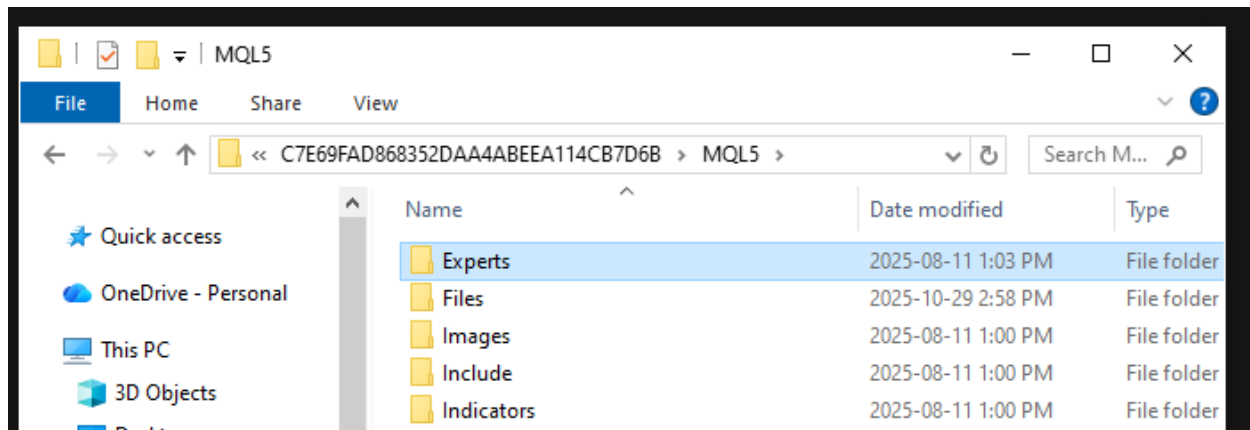 MQL5
File Home Share View
« C7E69FAD868352DAA4ABEEA114CB7D6B > MQL5 > Search M...
Name Date modified Type
Quick access
Experts 2025-08-11 1:03 PM File folder
OneDrive - Personal
Files 2025-10-29 2:58 PM File folder
Images 2025-08-11 1:00 PM File folder
This PC
Include 2025-08-11 1:00 PM File folder
3D Objects
Indicators 2025-08-11 1:00 PM File folder